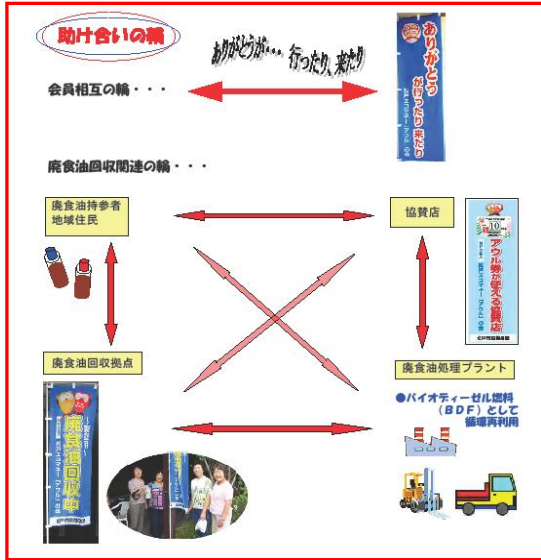 助け合いの輪
ありがとうが・・・ 行ったり、来たり
会員相互の輪・・・
ありがとう
が行ったり 来たり
廃食油回収関連の輪・・・
廃食油持参者
地域住民
協賛店
10
アウル券が使える協賛店
廃食油回収拠点
廃食油処理プラント
廃食油回収中
●バイオディーゼル燃料
(BDF)として
循環再利用